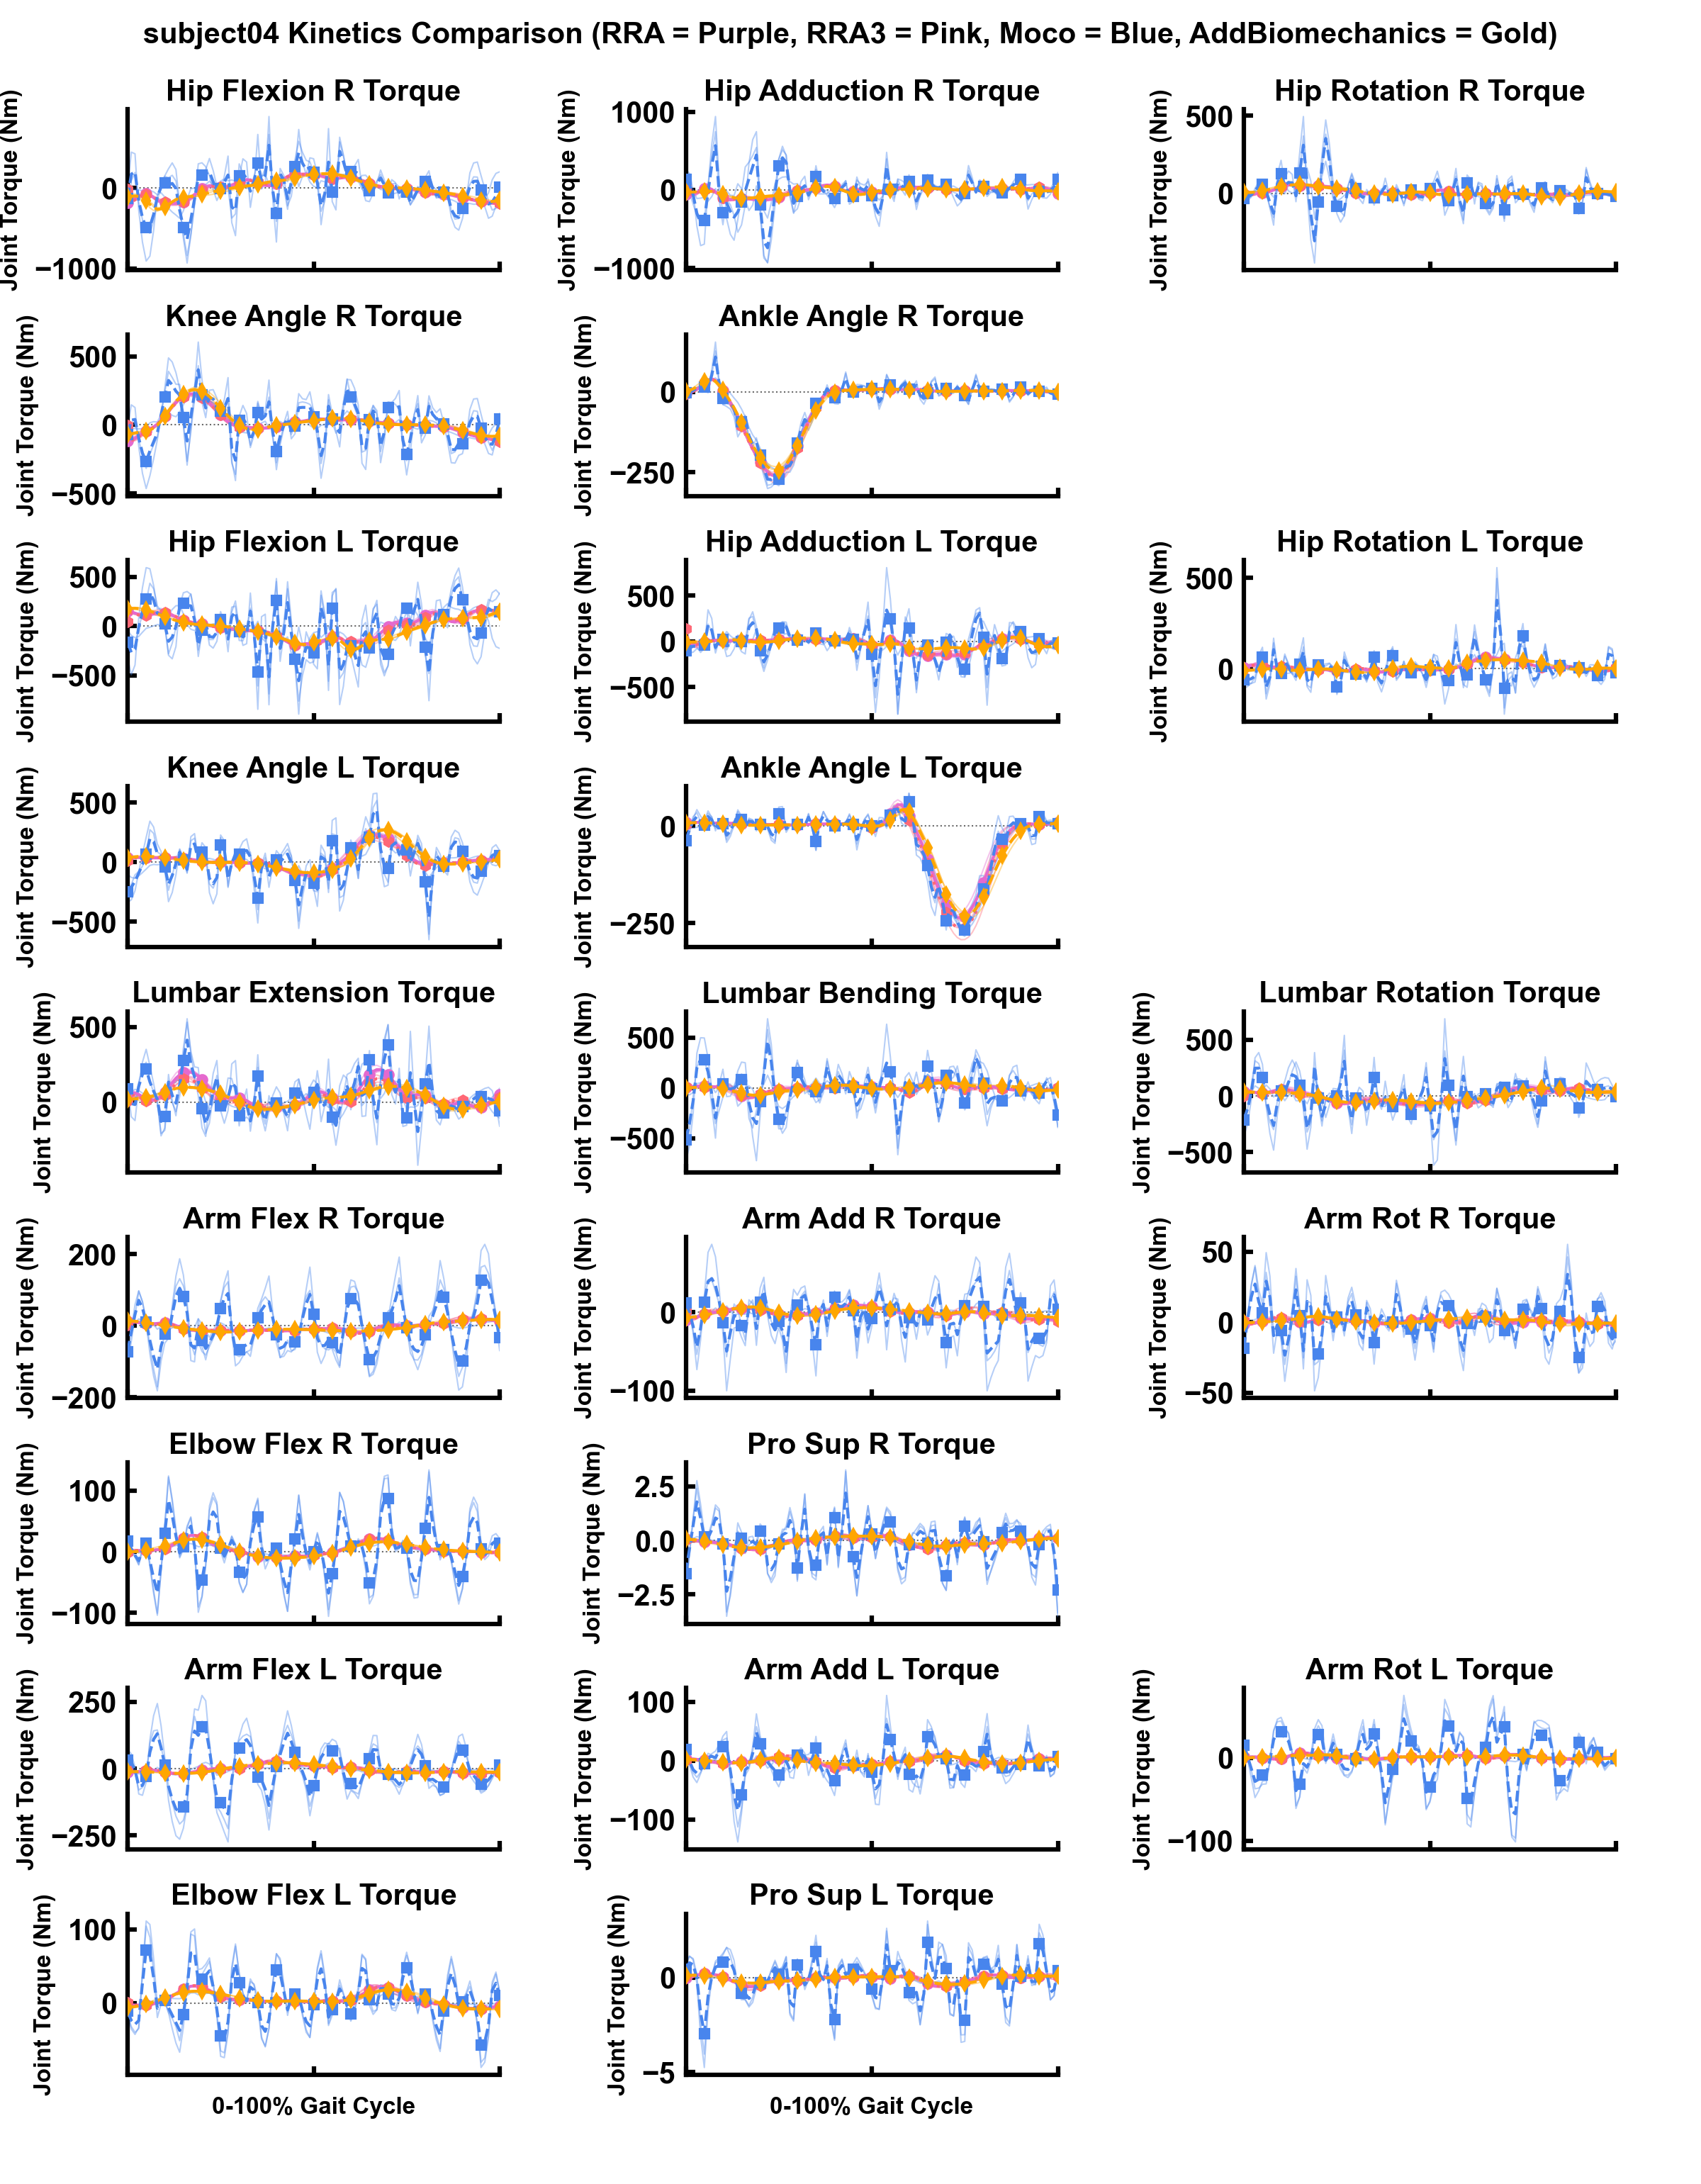 subject04 Kinetics Comparison (RRA = Purple, RRA3 = Pink, Moco = Blue, AddBiomechanics = Gold)
Hip Flexion R Torque
Joint Torque (Nm)
0
−1000
Hip Adduction R Torque
Joint Torque (Nm)
1000
0
−1000
Hip Rotation R Torque
Joint Torque (Nm)
500
0
Knee Angle R Torque
Joint Torque (Nm)
500
0
−500
Ankle Angle R Torque
Joint Torque (Nm)
0
−250
Hip Flexion L Torque
Joint Torque (Nm)
500
0
−500
Hip Adduction L Torque
Joint Torque (Nm)
500
0
−500
Hip Rotation L Torque
Joint Torque (Nm)
500
0
Knee Angle L Torque
Joint Torque (Nm)
500
0
−500
Ankle Angle L Torque
Joint Torque (Nm)
0
−250
Lumbar Extension Torque
Joint Torque (Nm)
500
0
Lumbar Bending Torque
Joint Torque (Nm)
500
0
−500
Lumbar Rotation Torque
Joint Torque (Nm)
500
0
−500
Arm Flex R Torque
Joint Torque (Nm)
200
0
−200
Arm Add R Torque
Joint Torque (Nm)
0
−100
Arm Rot R Torque
Joint Torque (Nm)
50
0
−50
Elbow Flex R Torque
Joint Torque (Nm)
100
0
−100
Pro Sup R Torque
Joint Torque (Nm)
2.5
0.0
−2.5
Arm Flex L Torque
Joint Torque (Nm)
250
0
−250
Arm Add L Torque
Joint Torque (Nm)
100
0
−100
Arm Rot L Torque
Joint Torque (Nm)
0
−100
Elbow Flex L Torque
Joint Torque (Nm)
100
0
0-100% Gait Cycle
Pro Sup L Torque
Joint Torque (Nm)
0
−5
0-100% Gait Cycle